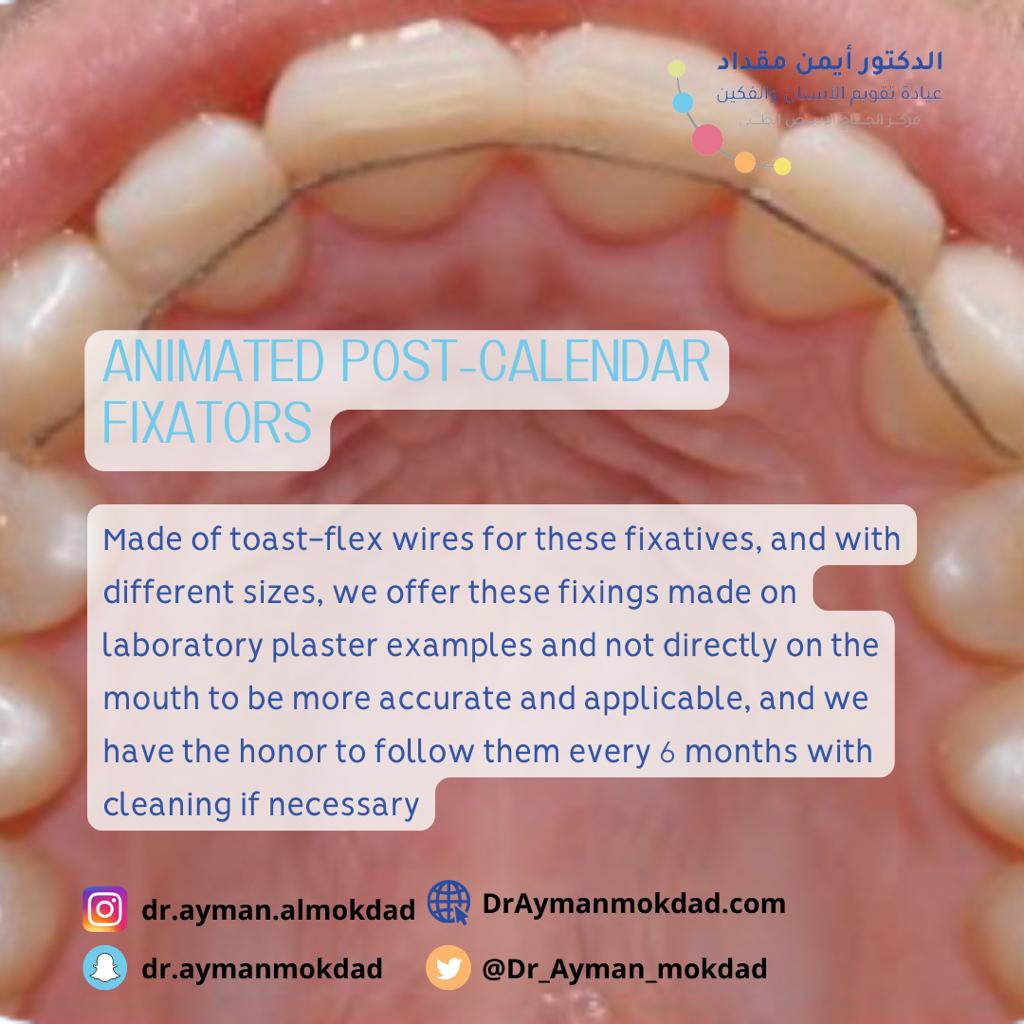 الدكتور أيمن مقداد
عيادة تقويم الأسنان والفكين
مركز الطبي
ANIMATED POST-CALENDAR
FIXATORS
Made of toast-flex wires for these fixatives, and with
different sizes, we offer these fixings made on
laboratory plaster examples and not directly on the
mouth to be more accurate and applicable, and we
have the honor to follow them every 6 months with
cleaning if necessary
dr.ayman.almokdad
DrAymanmokdad.com
dr.aymanmokdad
@Dr_Ayman_mokdad